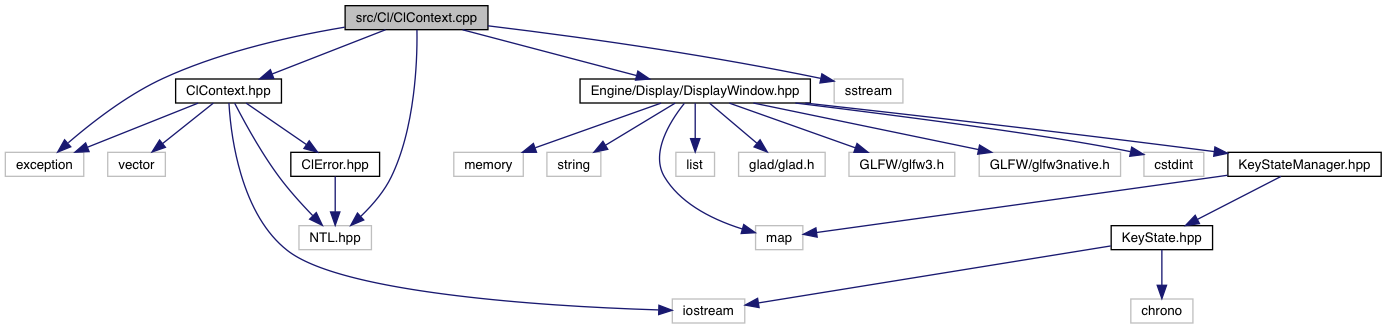 src/Cl/ClContext.cpp
ClContext.hpp
Engine/Display/DisplayWindow.hpp
sstream
exception
vector
ClError.hpp
memory
string
list
glad/glad.h
GLFW/glfw3.h
GLFW/glfw3native.h
cstdint
KeyStateManager.hpp
NTL.hpp
map
KeyState.hpp
iostream
chrono